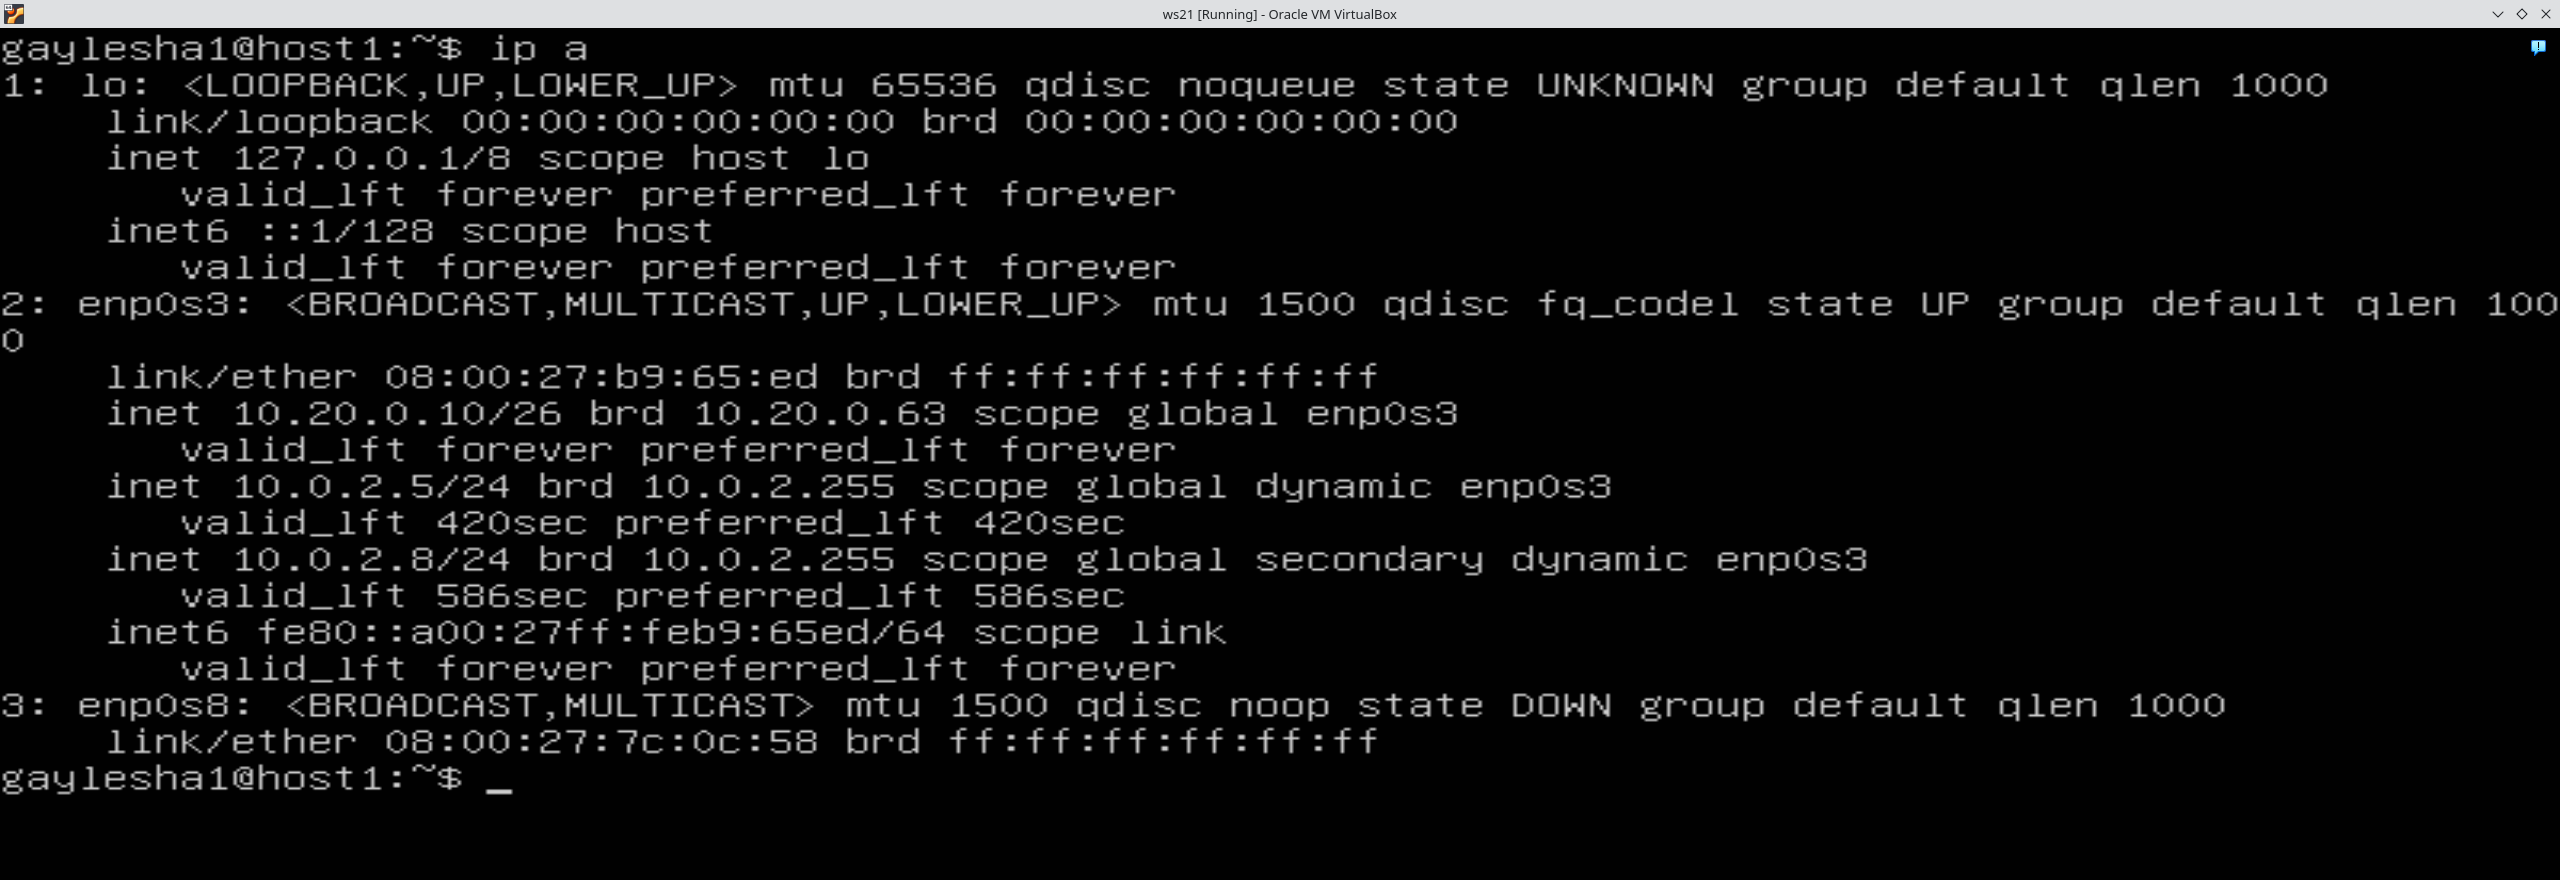 ws21 [Running] - Oracle VM VirtualBox
gaylesha1@host1:~$ ip a
1: lo: <LOOPBACK,UP,LOWER_UP> mtu 65536 qdisc noqueue state UNKNOWN group default qlen 1000
    link/loopback 00:00:00:00:00:00 brd 00:00:00:00:00:00
    inet 127.0.0.1/8 scope host lo
       valid_lft forever preferred_lft forever
    inet6 ::1/128 scope host
       valid_lft forever preferred_lft forever
2: enp0s3: <BROADCAST,MULTICAST,UP,LOWER_UP> mtu 1500 qdisc fq_codel state UP group default qlen 100
0
    link/ether 08:00:27:b9:65:ed brd ff:ff:ff:ff:ff:ff
    inet 10.20.0.10/26 brd 10.20.0.63 scope global enp0s3
       valid_lft forever preferred_lft forever
    inet 10.0.2.5/24 brd 10.0.2.255 scope global dynamic enp0s3
       valid_lft 420sec preferred_lft 420sec
    inet 10.0.2.8/24 brd 10.0.2.255 scope global secondary dynamic enp0s3
       valid_lft 586sec preferred_lft 586sec
    inet6 fe80::a00:27ff:feb9:65ed/64 scope link
       valid_lft forever preferred_lft forever
3: enp0s8: <BROADCAST,MULTICAST> mtu 1500 qdisc noop state DOWN group default qlen 1000
    link/ether 08:00:27:7c:0c:58 brd ff:ff:ff:ff:ff:ff
gaylesha1@host1:~$ _